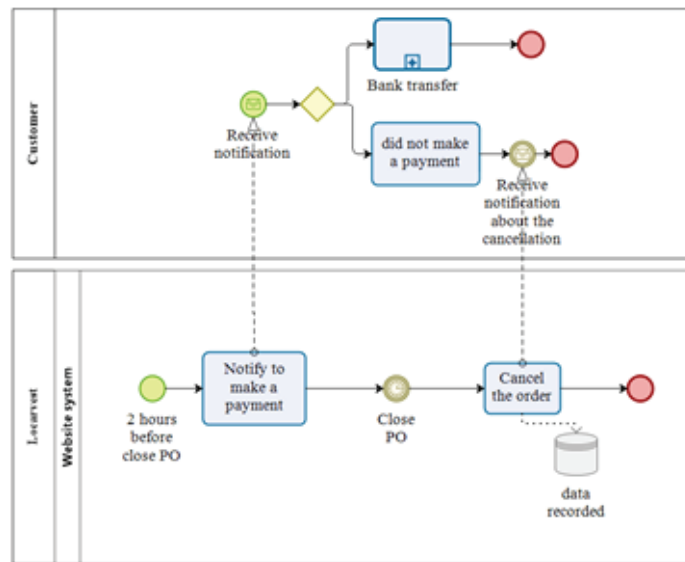 Customer
Bank transfer
Receive
notification
did not make
a payment
Receive
notification
about the
cancellation
Locarvest
Website system
Notify to
make a
payment
2 hours
before
close PO
Close
PO
Cancel
the order
data
recorded